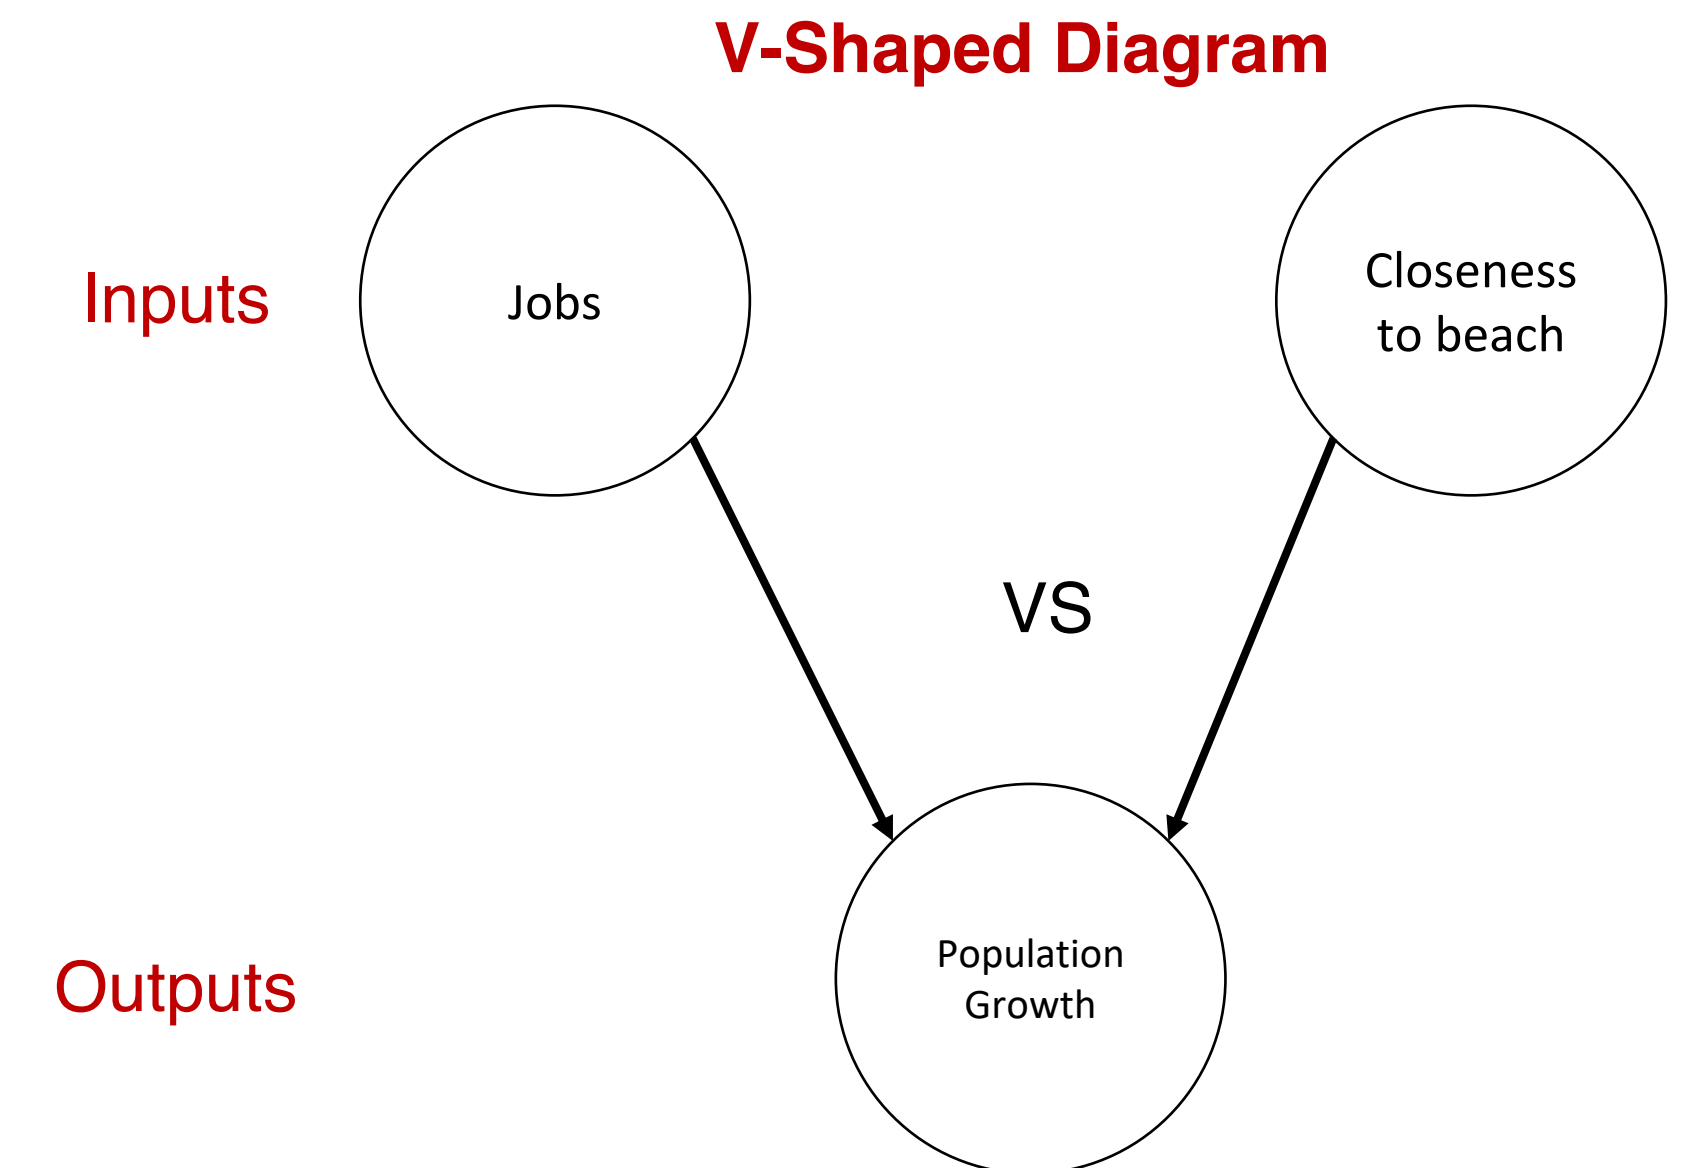 V-Shaped Diagram
Inputs
Jobs
Closeness
to beach
VS
Outputs
Population
Growth